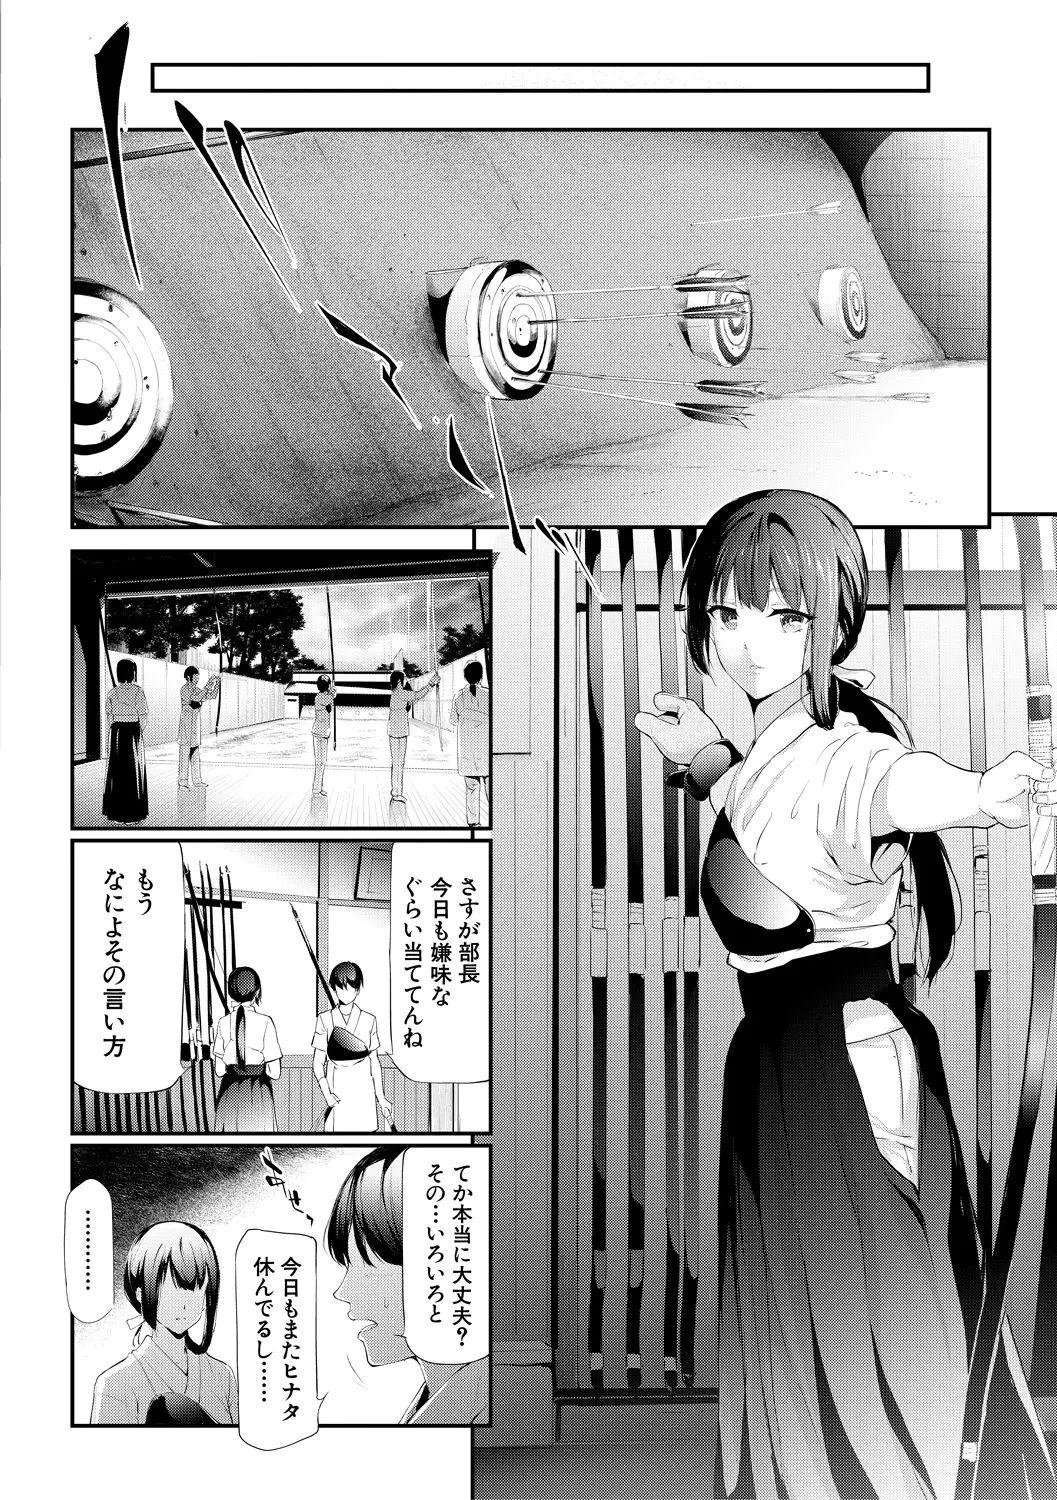 さすが部長
今日も嫌味な
ぐらい当ててんね
もう
なによその言い方
てか本当に大丈夫？
その…いろいろと
今日もまたヒナタ
休んでるし……
…………